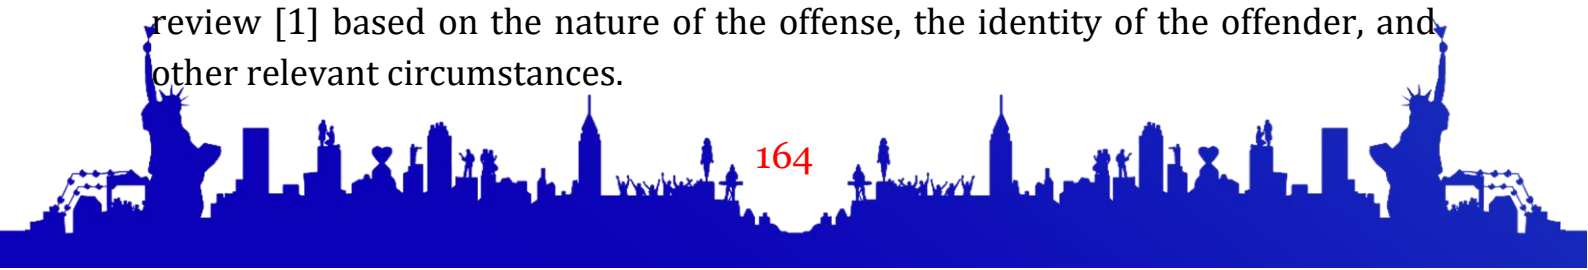 review [1] based on the nature of the offense, the identity of the offender, and
other relevant circumstances.
164